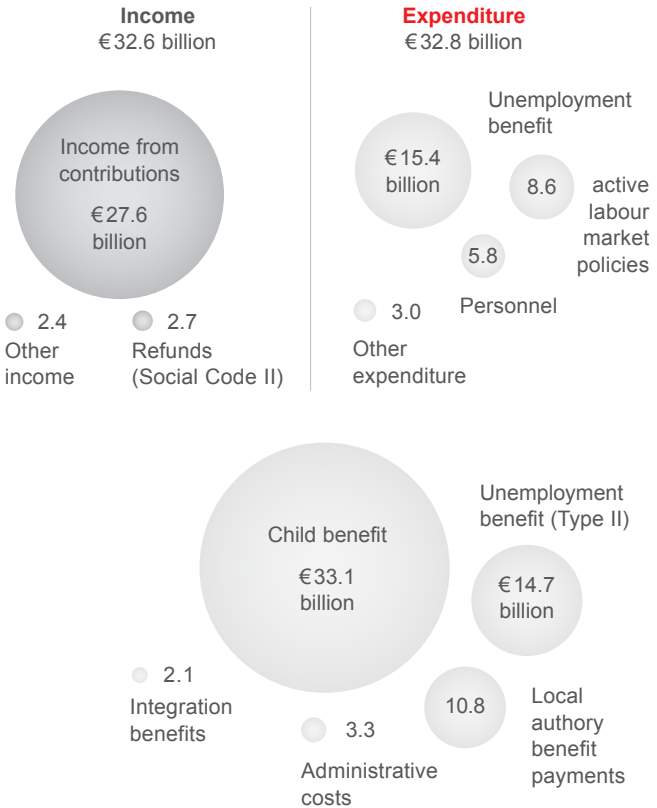 Income
€32.6 billion
Income from
contributions
€27.6
billion
2.4
Other
income
2.7
Refunds
(Social Code II)
Expenditure
€32.8 billion
Unemployment
benefit
€15.4
billion
8.6
active
labour
market
policies
5.8
Personnel
3.0
Other
expenditure
Child benefit
€33.1
billion
Unemployment
benefit (Type II)
€14.7
billion
2.1
Integration
benefits
3.3
Administrative
costs
10.8
Local
authory
benefit
payments